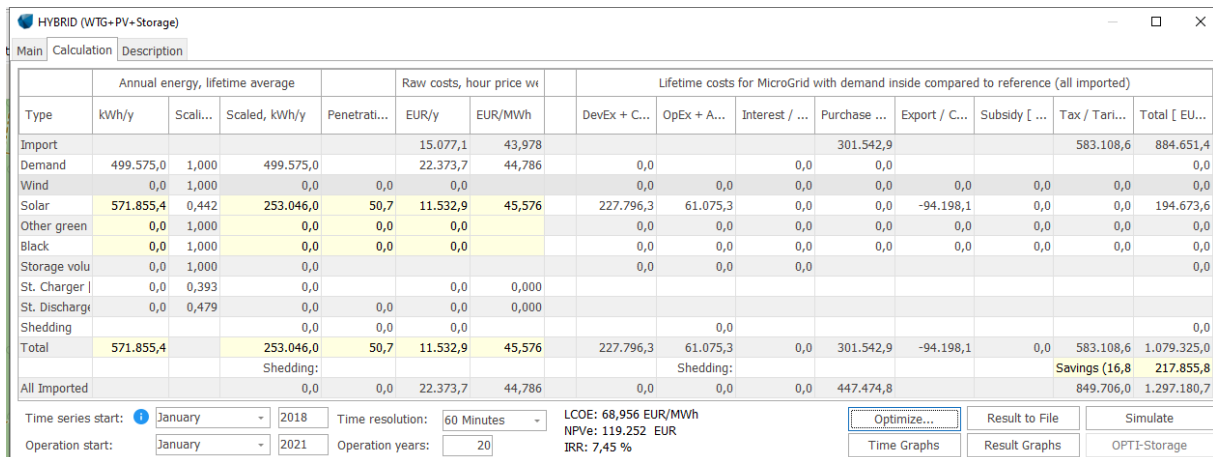 HYBRID (WTG+PV+Storage)
Main Calculation Description
Annual energy, lifetime average Raw costs, hour price we Lifetime costs for MicroGrid with demand inside compared to reference (all imported)
Type kWh/y Scali... Scaled, kWh/y Penetrati... EUR/y EUR/MWh DevEx + C... OpEx + A... Interest / ... Purchase ... Export / C... Subsidy [ ... Tax / Tari... Total [ EU...
Import 15.077,1 43,978 301.542,9 583.108,6 884.651,4
Demand 499.575,0 1,000 499.575,0 22.373,7 44,786 0,0 0,0 0,0 0,0
Wind 0,0 1,000 0,0 0,0 0,0 0,0 0,0 0,0 0,0 0,0 0,0 0,0 0,0
Solar 571.855,4 0,442 253.046,0 50,7 11.532,9 45,576 227.796,3 61.075,3 0,0 0,0 -94.198,1 0,0 0,0 194.673,6
Other green 0,0 1,000 0,0 0,0 0,0 0,0 0,0 0,0 0,0 0,0 0,0 0,0 0,0
Black 0,0 1,000 0,0 0,0 0,0 0,0 0,0 0,0 0,0 0,0 0,0 0,0 0,0
Storage volu 0,0 1,000 0,0 0,0 0,0 0,0 0,0
St. Charger [ 0,0 0,393 0,0 0,0 0,000
St. Discharge 0,0 0,479 0,0 0,0 0,0 0,000
Shedding 0,0 0,0 0,0 0,0 0,0
Total 571.855,4 253.046,0 50,7 11.532,9 45,576 227.796,3 61.075,3 0,0 301.542,9 -94.198,1 0,0 583.108,6 1.079.325,0
Shedding: Shedding: Savings (16,8 217.855,8
All Imported 0,0 0,0 22.373,7 44,786 0,0 0,0 0,0 447.474,8 849.706,0 1.297.180,7
Time series start: i January 2018 Time resolution: 60 Minutes LCOE: 68,956 EUR/MWh Optimize... Result to File Simulate
NPVe: 119.252 EUR
Operation start: January 2021 Operation years: 20 IRR: 7,45 % Time Graphs Result Graphs OPTI-Storage